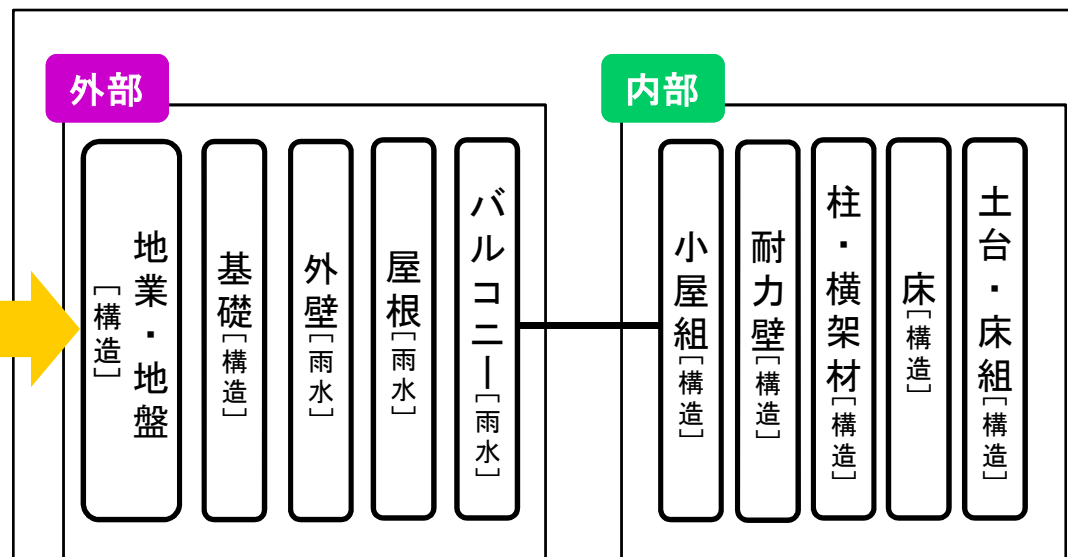 外部
地業・地盤
[構造]
基礎[構造]
外壁[雨水]
屋根[雨水]
バルコニー[雨水]
内部
小屋組[構造]
耐力壁[構造]
柱・横架材[構造]
床[構造]
土台・床組[構造]